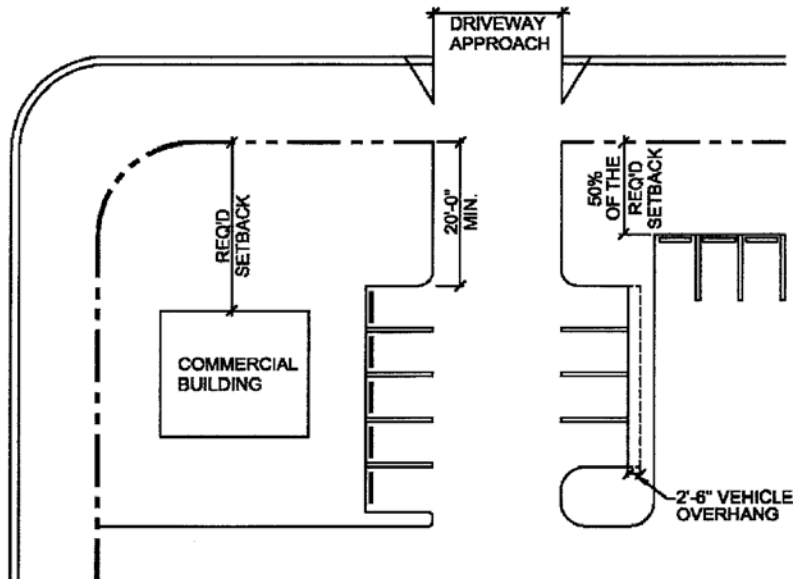 DRIVEWAY
APPROACH
REQ'D
SETBACK
20'-0"
MIN.
50%
OF THE
REQ'D
SETBACK
COMMERCIAL
BUILDING
2'-6" VEHICLE
OVERHANG